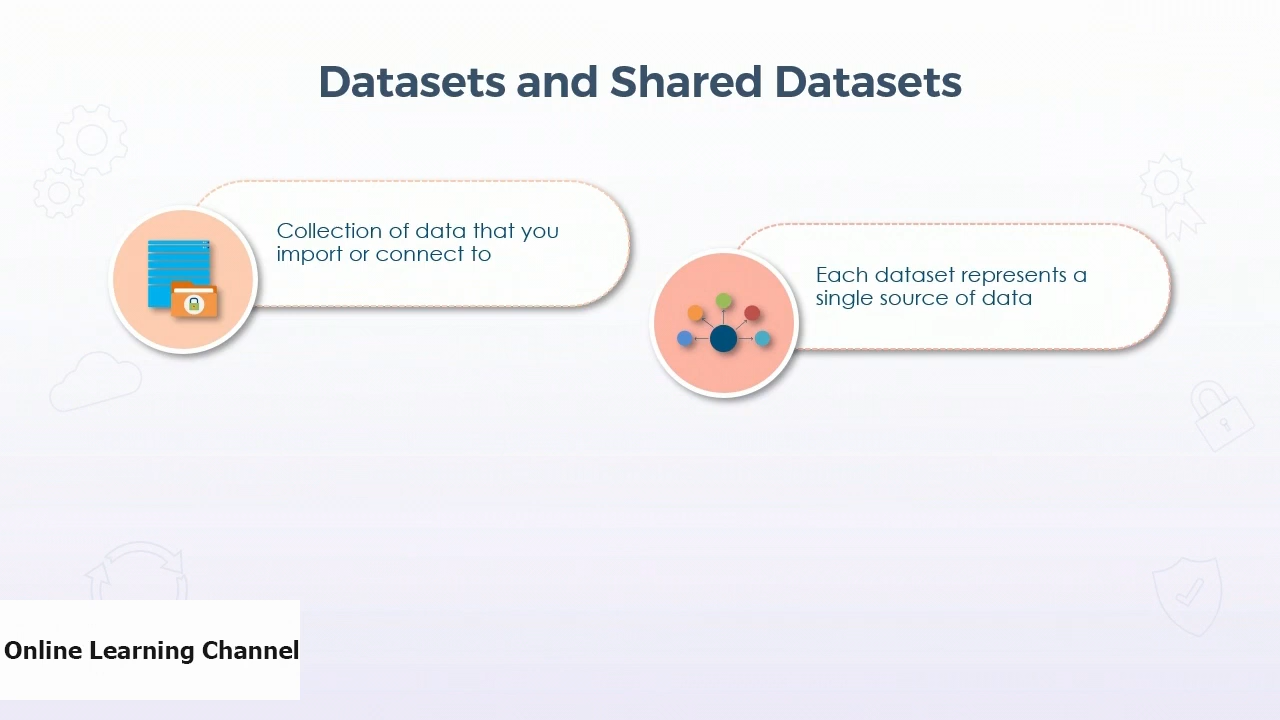 Datasets and Shared Datasets
Collection of data that you
import or connect to
Each dataset represents a
single source of data
Online Learning Channel